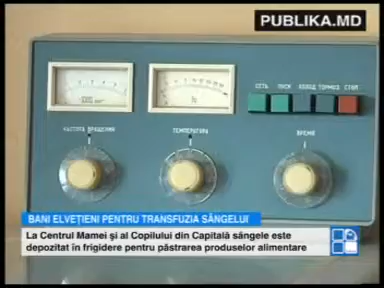 PUBLIKA.MD
СЕТЬ ПУСК ХОЛОД ТОРМОЗ СТОП
ЧАСТОТА ВРАЩЕНИЯ
ТЕМПЕРАТУРА
ВРЕМЯ
BANI ELVEȚIENI PENTRU TRANSFUZIA SÂNGELUI
La Centrul Mamei și al Copilului din Capitală sângele este
depozitat în frigidere pentru păstrarea produselor alimentare